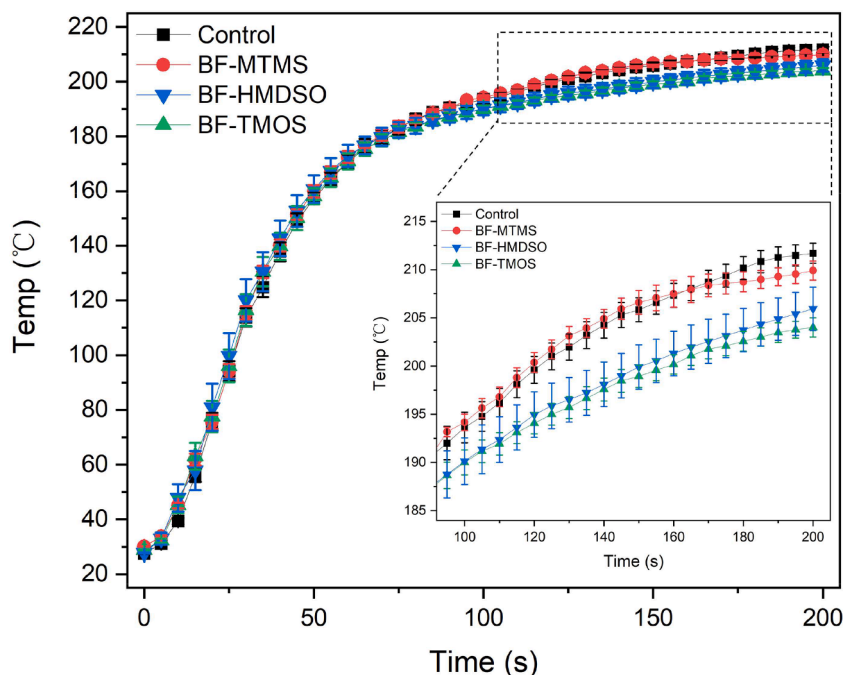 Control
BF-MTMS
BF-HMDSO
BF-TMOS
Temp (℃)
220
200
180
160
140
120
100
80
60
40
20
0
50
100
150
200
Time (s)
Control
BF-MTMS
BF-HMDSO
BF-TMOS
Temp (℃)
215
210
205
200
195
190
185
100
120
140
160
180
200
Time (s)